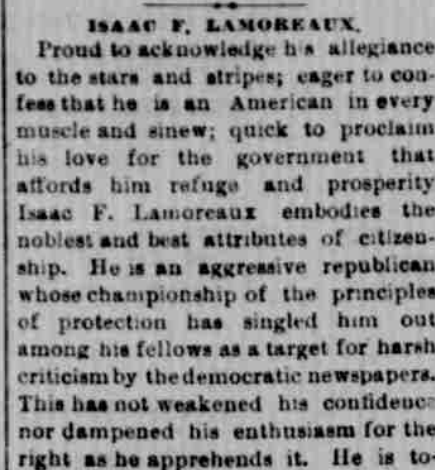 ISAAC F. LAMOREAUX.
Proud to acknowledge his allegiance
to the stars and stripes; eager to con-
fess that he is an American in every
muscle and sinew; quick to proclaim
his love for the government that
affords him refuge and prosperity
Isaac F. Lamoreaux embodies the
noblest and best attributes of citizen-
ship. He is an aggressive republican
whose championship of the principles
of protection has singled him out
among his fellows as a target for harsh
criticism by the democratic newspapers.
This has not weakened his confidence
nor dampened his enthusiasm for the
right as he apprehends it. He is to-